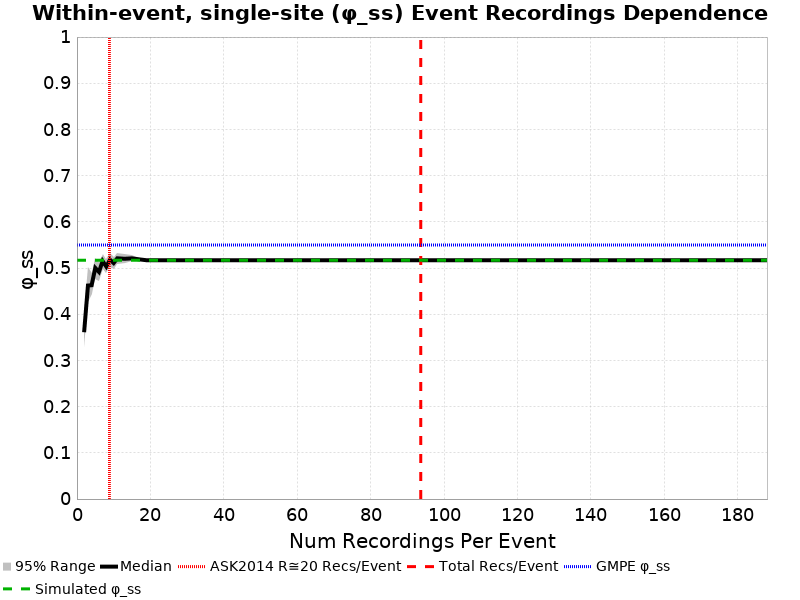 Within-event, single-site (φ_ss) Event Recordings Dependence
1
0.9
0.8
0.7
0.6
0.5
0.4
0.3
0.2
0.1
0
φ_ss
0 20 40 60 80 100 120 140 160 180
Num Recordings Per Event
95% Range Median ASK2014 R≅20 Recs/Event Total Recs/Event GMPE φ_ss
Simulated φ_ss